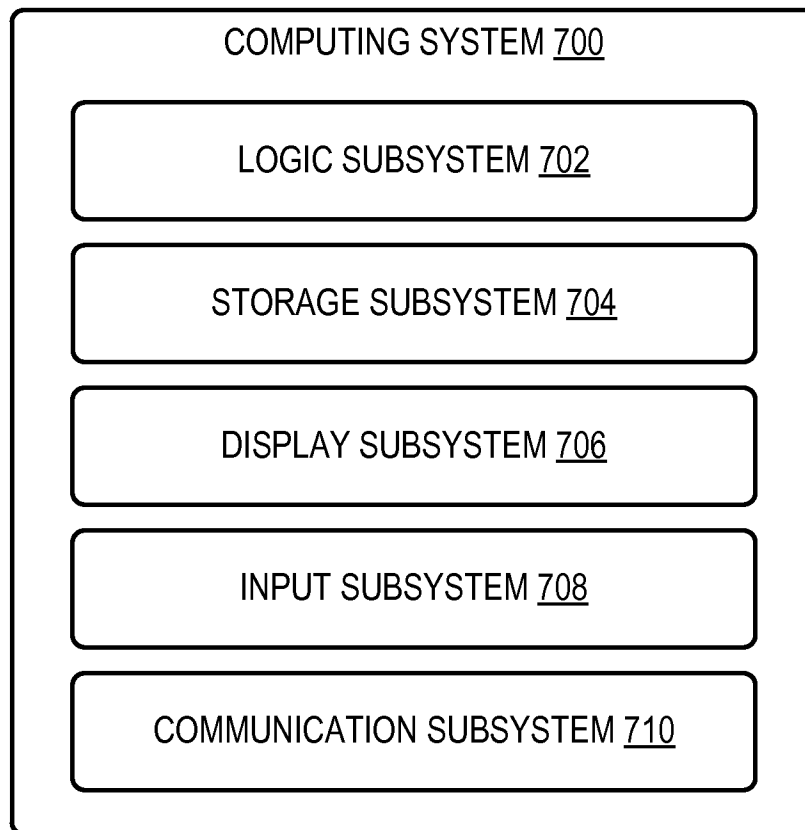 COMPUTING SYSTEM 700
LOGIC SUBSYSTEM 702
STORAGE SUBSYSTEM 704
DISPLAY SUBSYSTEM 706
INPUT SUBSYSTEM 708
COMMUNICATION SUBSYSTEM 710